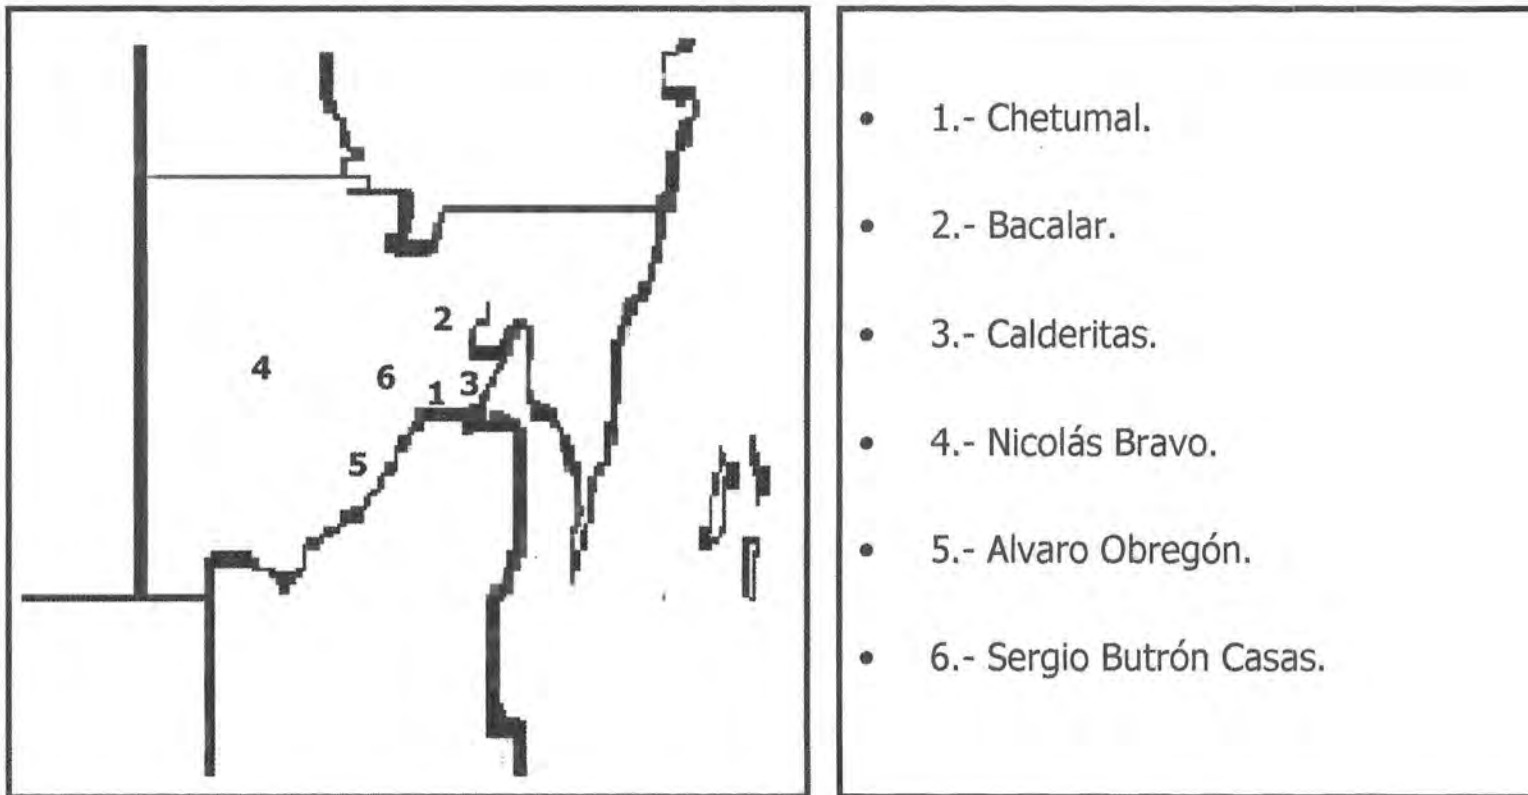 2
4
6
3
1
5
• 1.- Chetumal.
• 2.- Bacalar.
• 3.- Calderitas.
• 4.- Nicolás Bravo.
• 5.- Alvaro Obregón.
• 6.- Sergio Butrón Casas.